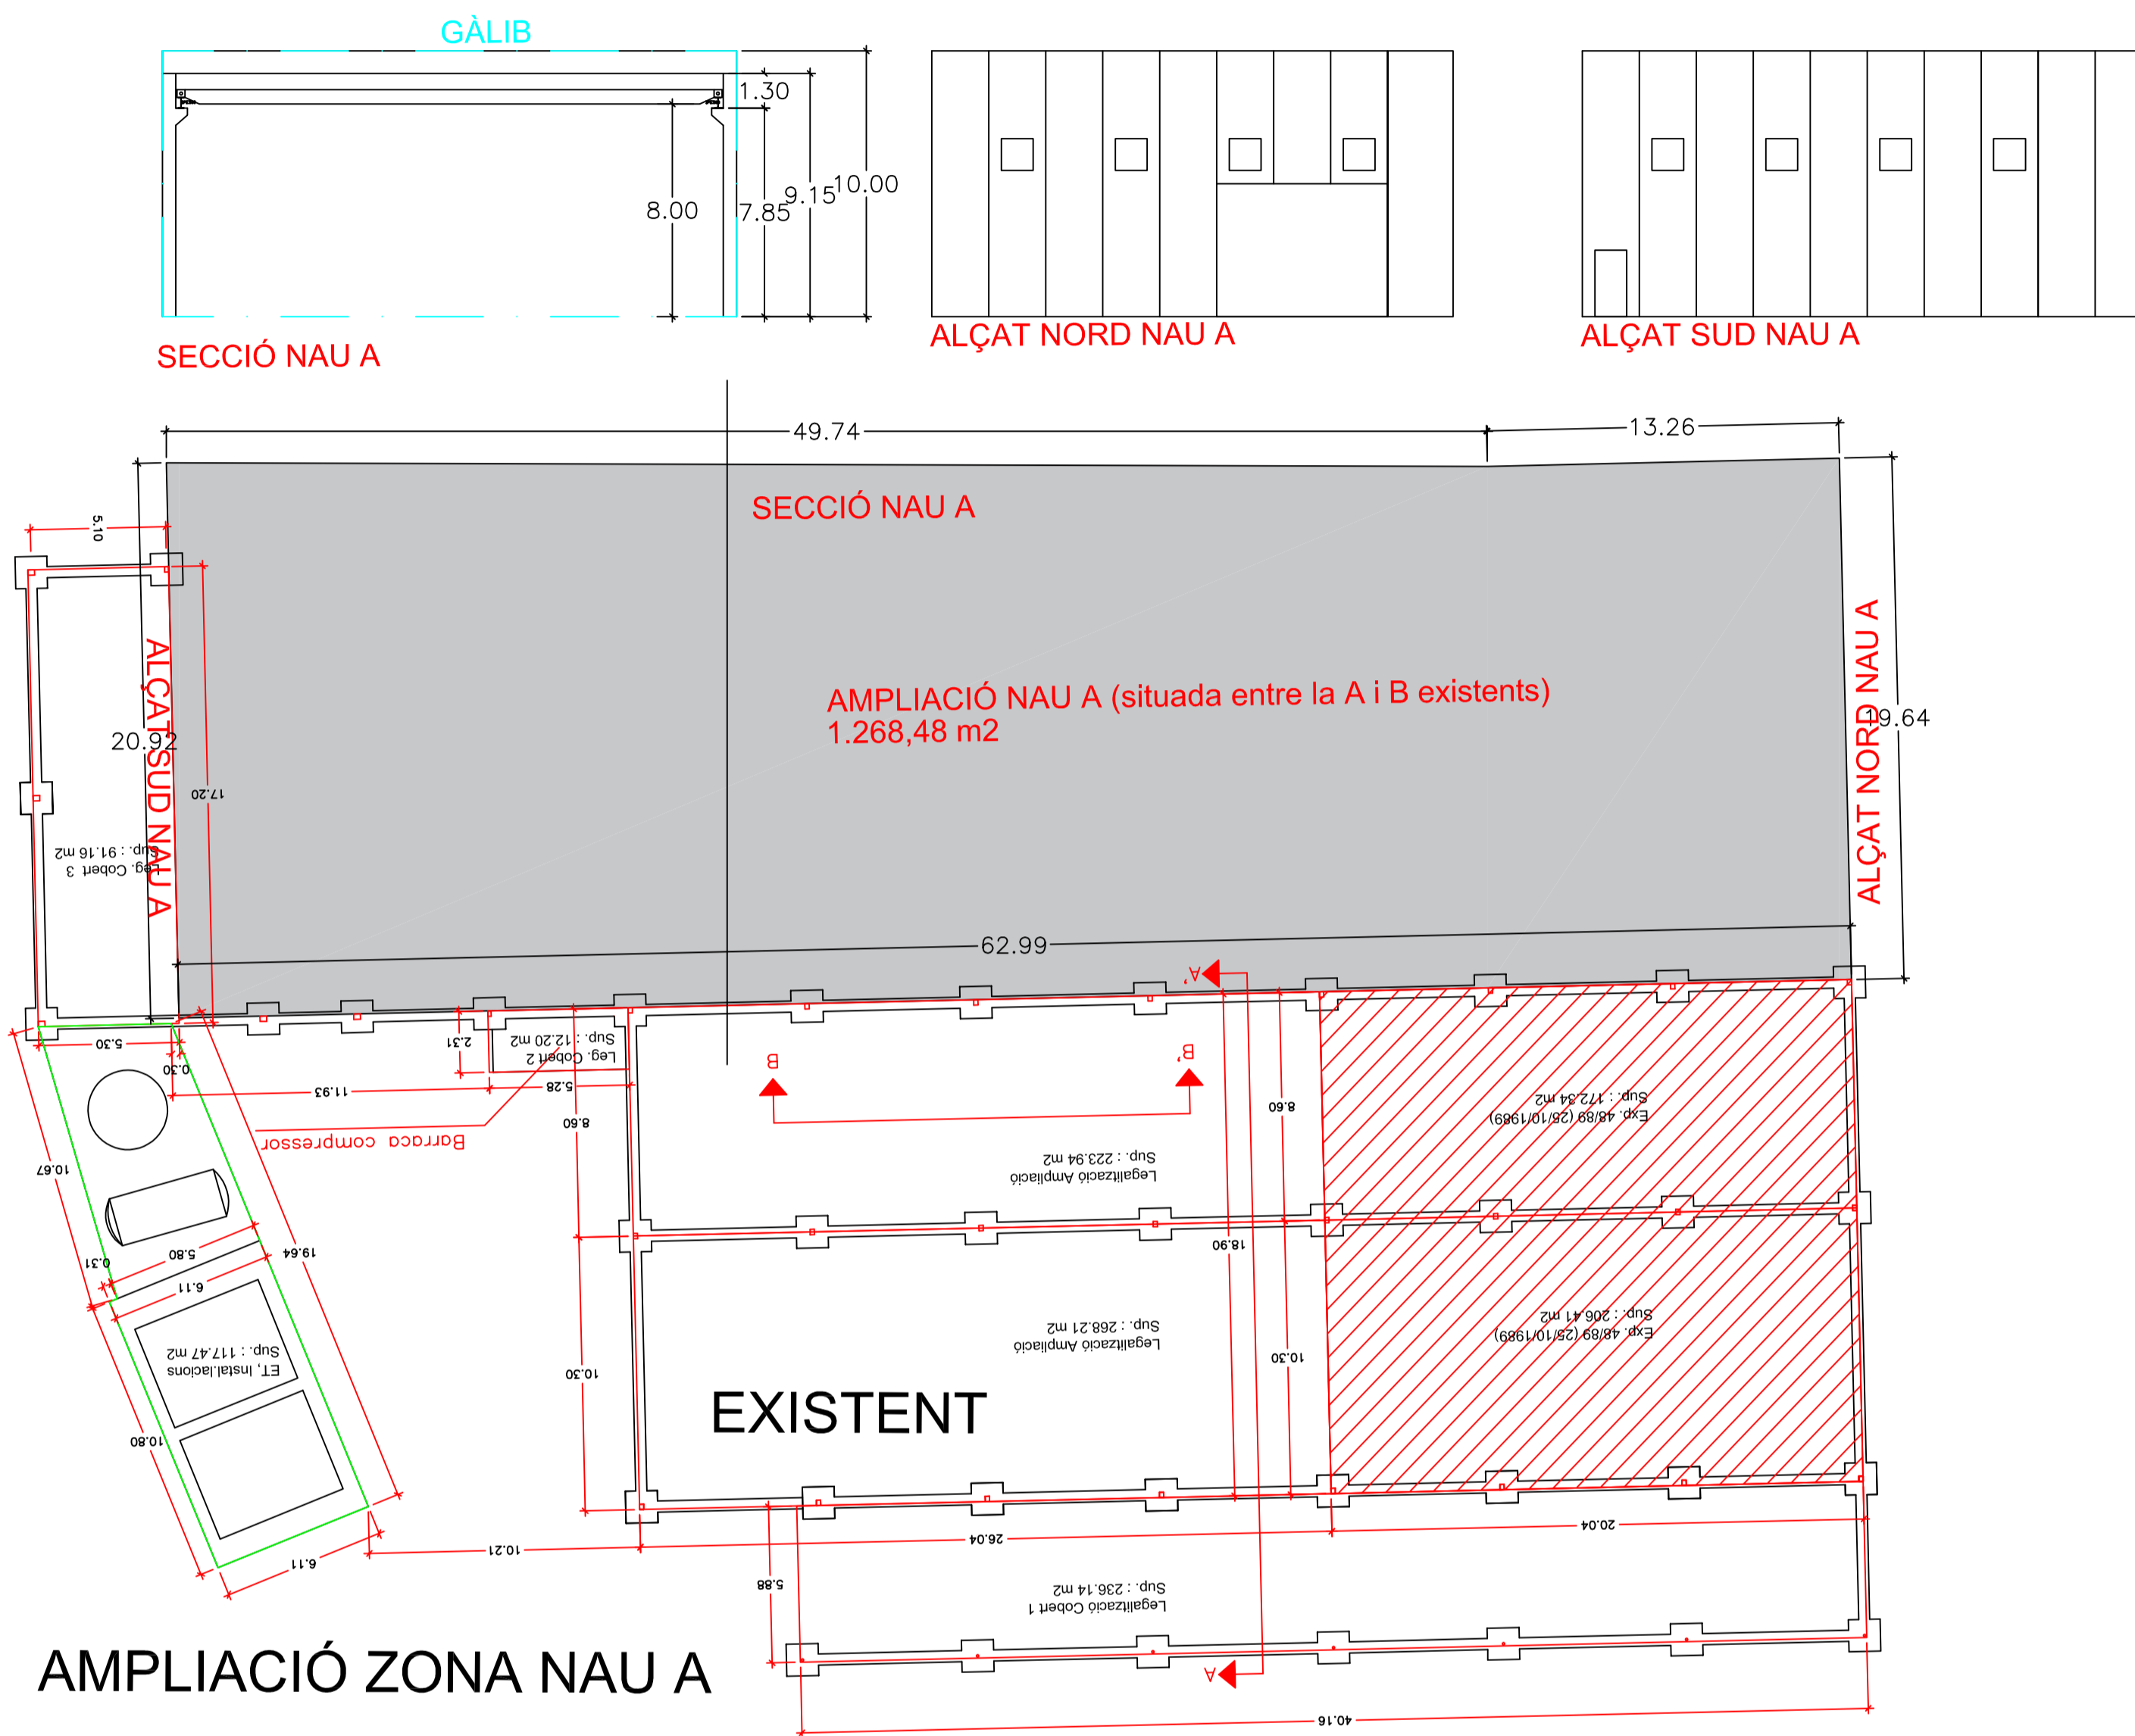 GÀLIB
1.30
8.00
7.85
9.15
10.00
SECCIÓ NAU A
ALÇAT NORD NAU A
ALÇAT SUD NAU A
49.74
13.26
SECCIÓ NAU A
5.10
ALÇAT SUD NAU A
20.92
17.20
AMPLIACIÓ NAU A (situada entre la A i B existents)
1.268,48 m2
ALÇAT NORD NAU A
19.64
Leg. Cobert 3
Sup. : 91.16 m2
62.99
A'
5.30
0.30
11.93
2.31
5.28
Leg. Cobert 2
Sup. : 12.20 m2
Barraca compressor
B
B'
8.60
8.60
Exp. 48/89 (25/10/1989)
Sup. : 172.34 m2
Legalització Ampliació
Sup. : 223.94 m2
10.67
0.31
5.80
6.11
19.64
18.90
ET, Instal.lacions
Sup. : 117.47 m2
Legalització Ampliació
Sup. : 268.21 m2
Exp. 48/89 (25/10/1989)
Sup. : 206.41 m2
10.30
10.30
EXISTENT
10.80
6.11
10.21
26.04
20.04
5.88
Legalització Cobert 1
Sup. : 236.14 m2
A
AMPLIACIÓ ZONA NAU A
40.16